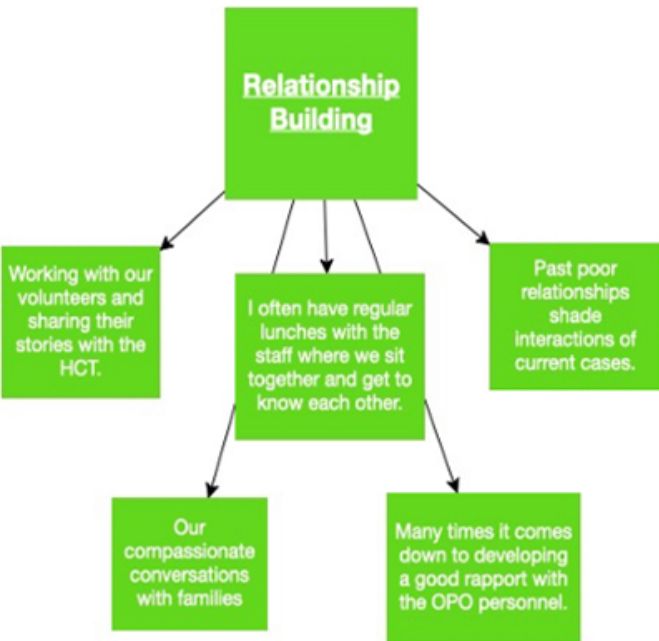 Relationship
Building
Working with our
volunteers and
sharing their
stories with the
HCT.
I often have regular
lunches with the
staff where we sit
together and get to
know each other.
Past poor
relationships
shade
interactions of
current cases.
Our
compassionate
conversations
with families
Many times it comes
down to developing
a good rapport with
the OPO personnel.